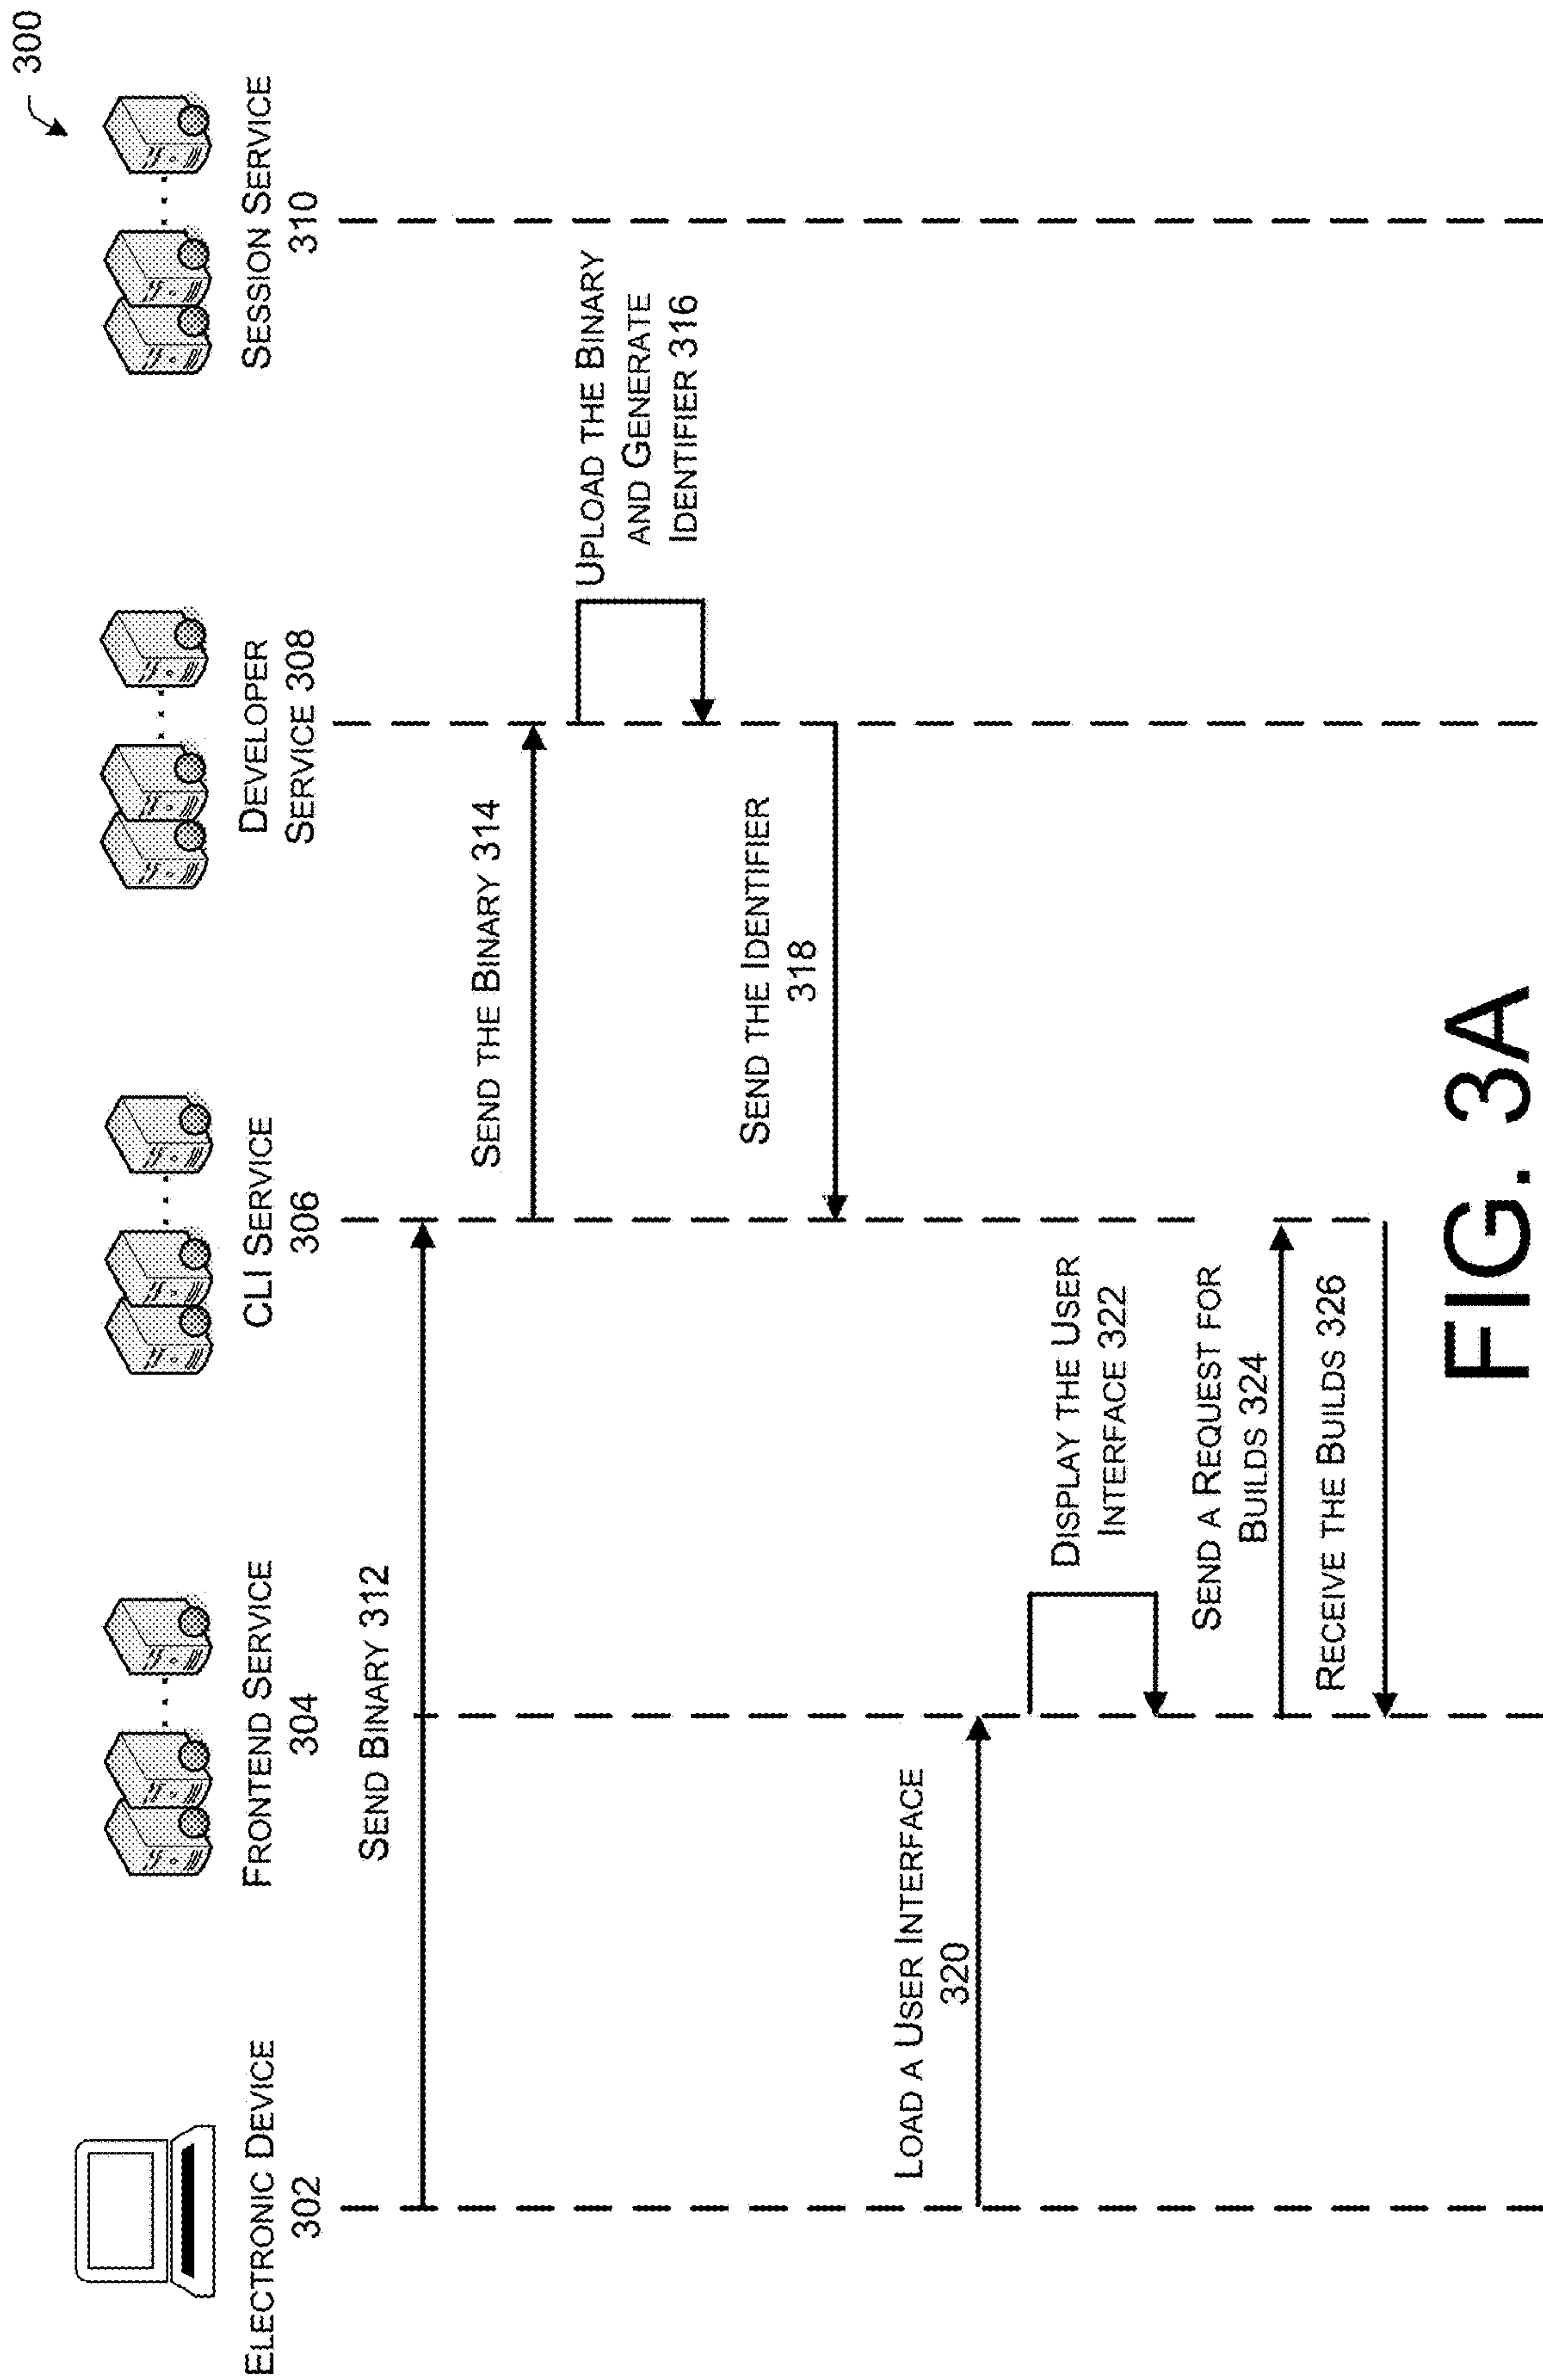 300
ELECTRONIC DEVICE
302
FRONTEND SERVICE
304
CLI SERVICE
306
DEVELOPER
SERVICE 308
SESSION SERVICE
310
SEND BINARY 312
SEND THE BINARY 314
UPLOAD THE BINARY
AND GENERATE
IDENTIFIER 316
SEND THE IDENTIFIER
318
LOAD A USER INTERFACE
320
DISPLAY THE USER
INTERFACE 322
SEND A REQUEST FOR
BUILDS 324
RECEIVE THE BUILDS 326
FIG. 3A